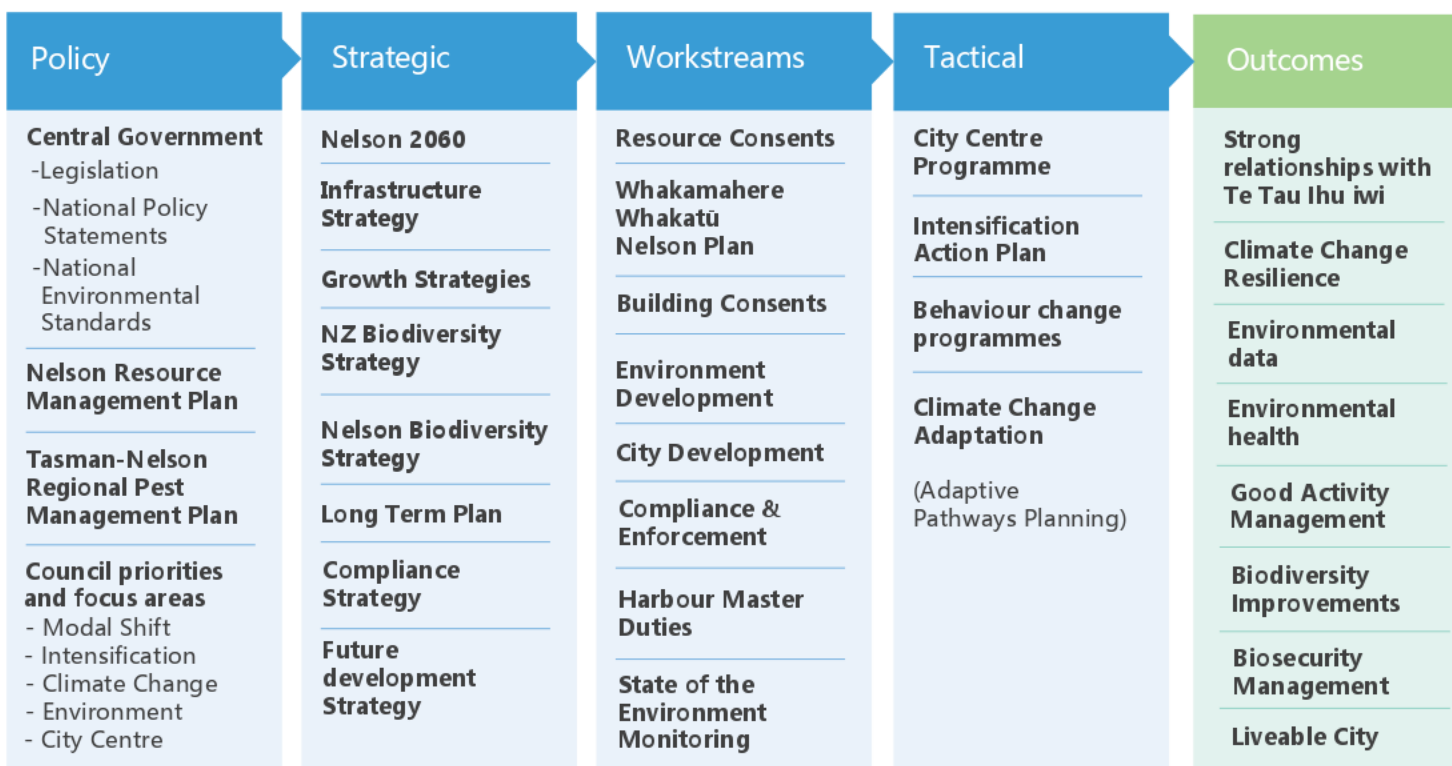 Policy
Central Government
-Legislation
-National Policy
Statements
-National
Environmental
Standards
Nelson Resource
Management Plan
Tasman-Nelson
Regional Pest
Management Plan
Council priorities
and focus areas
- Modal Shift
- Intensification
- Climate Change
- Environment
- City Centre
Strategic
Nelson 2060
Infrastructure
Strategy
Growth Strategies
NZ Biodiversity
Strategy
Nelson Biodiversity
Strategy
Long Term Plan
Compliance
Strategy
Future
development
Strategy
Workstreams
Resource Consents
Whakamahere
Whakatū
Nelson Plan
Building Consents
Environment
Development
City Development
Compliance &
Enforcement
Harbour Master
Duties
State of the
Environment
Monitoring
Tactical
City Centre
Programme
Intensification
Action Plan
Behaviour change
programmes
Climate Change
Adaptation
(Adaptive
Pathways Planning)
Outcomes
Strong
relationships with
Te Tau Ihu iwi
Climate Change
Resilience
Environmental
data
Environmental
health
Good Activity
Management
Biodiversity
Improvements
Biosecurity
Management
Liveable City